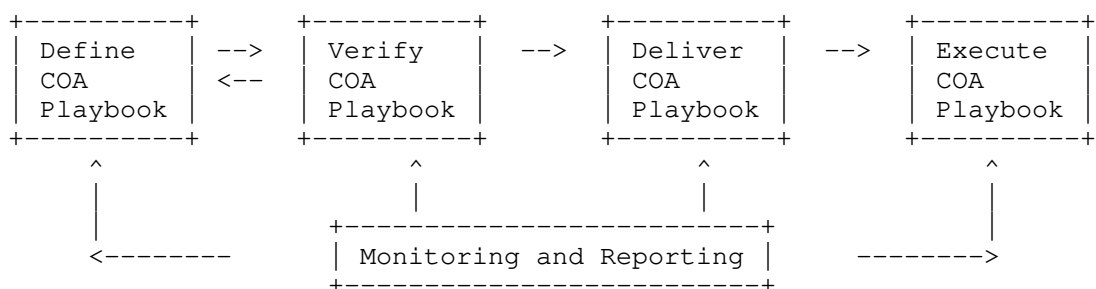 Define Verify Deliver Execute
COA COA COA COA
Playbook Playbook Playbook Playbook
Monitoring and Reporting